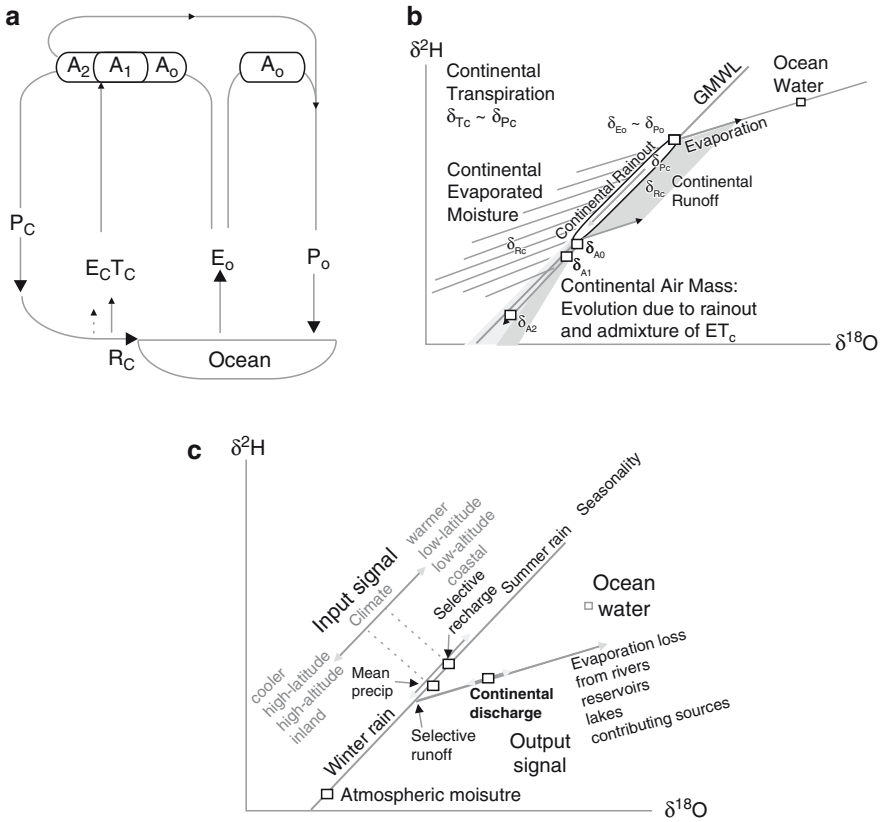 a
A2 A1 Ao
Ao
PC
ECTC
Eo
Po
RC
Ocean
b
δ2H
Continental
Transpiration
δTc ~ δPc
GMWL
Ocean
Water
δEo ~ δPo
Evaporation
Continental Rainout
δPc
δRc Continental
Runoff
Continental
Evaporated
Moisture
δRc
δA0
δA1
δA2
Continental Air Mass:
Evolution due to rainout
and admixture of ETc
δ18O
c
δ2H
Seasonality
Summer rain
warmer
low-latitude
low-altitude
coastal
Input signal
Climate
Selective
recharge
cooler
high-latitude
high-altitude
inland
Mean
precip
Winter rain
Selective
runoff
Continental
discharge
Ocean
water
Evaporation loss
from rivers
reservoirs
lakes
contributing sources
Output
signal
Atmospheric moisutre
δ18O